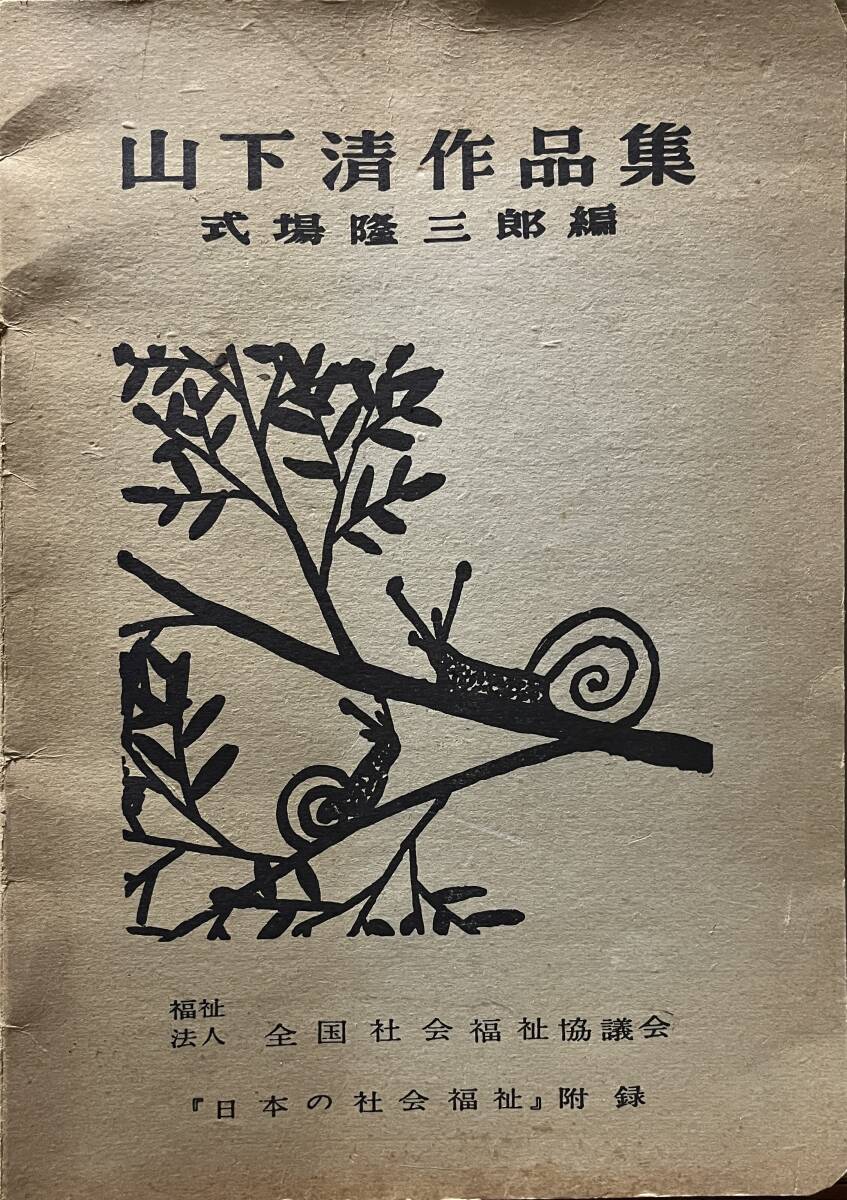 山下清作品集
式場隆三郎編
福祉
法人 全国社会福祉協議会
『日本の社会福祉』附録